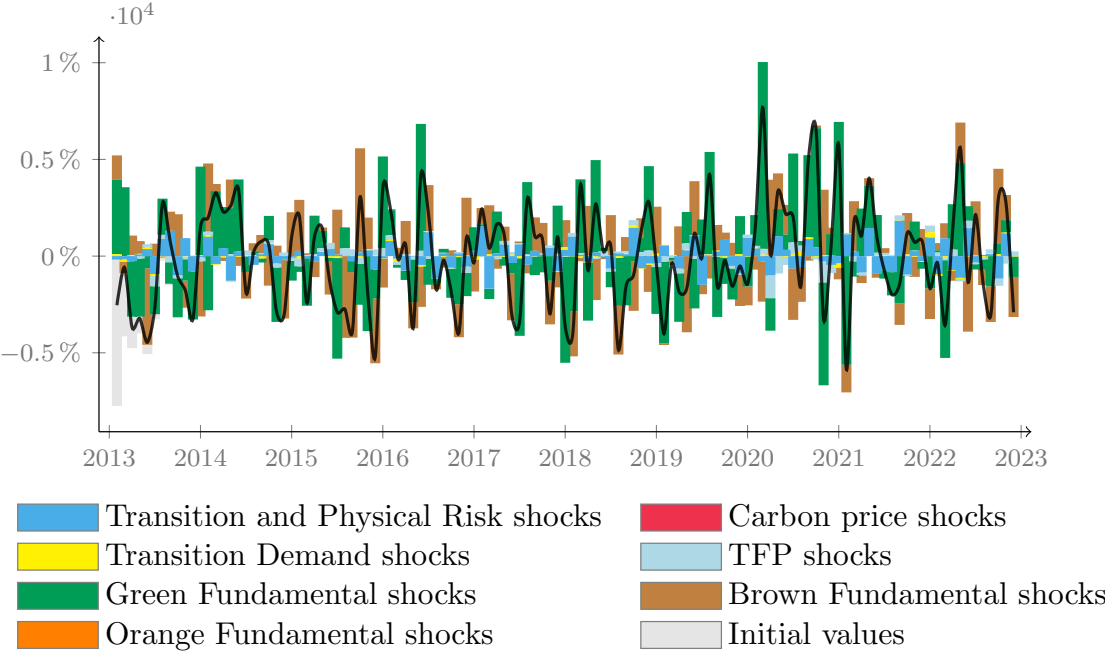 ·10⁴
1 %
0.5 %
0 %
−0.5 %
2013 2014 2015 2016 2017 2018 2019 2020 2021 2022 2023
Transition and Physical Risk shocks
Carbon price shocks
Transition Demand shocks
TFP shocks
Green Fundamental shocks
Brown Fundamental shocks
Orange Fundamental shocks
Initial values